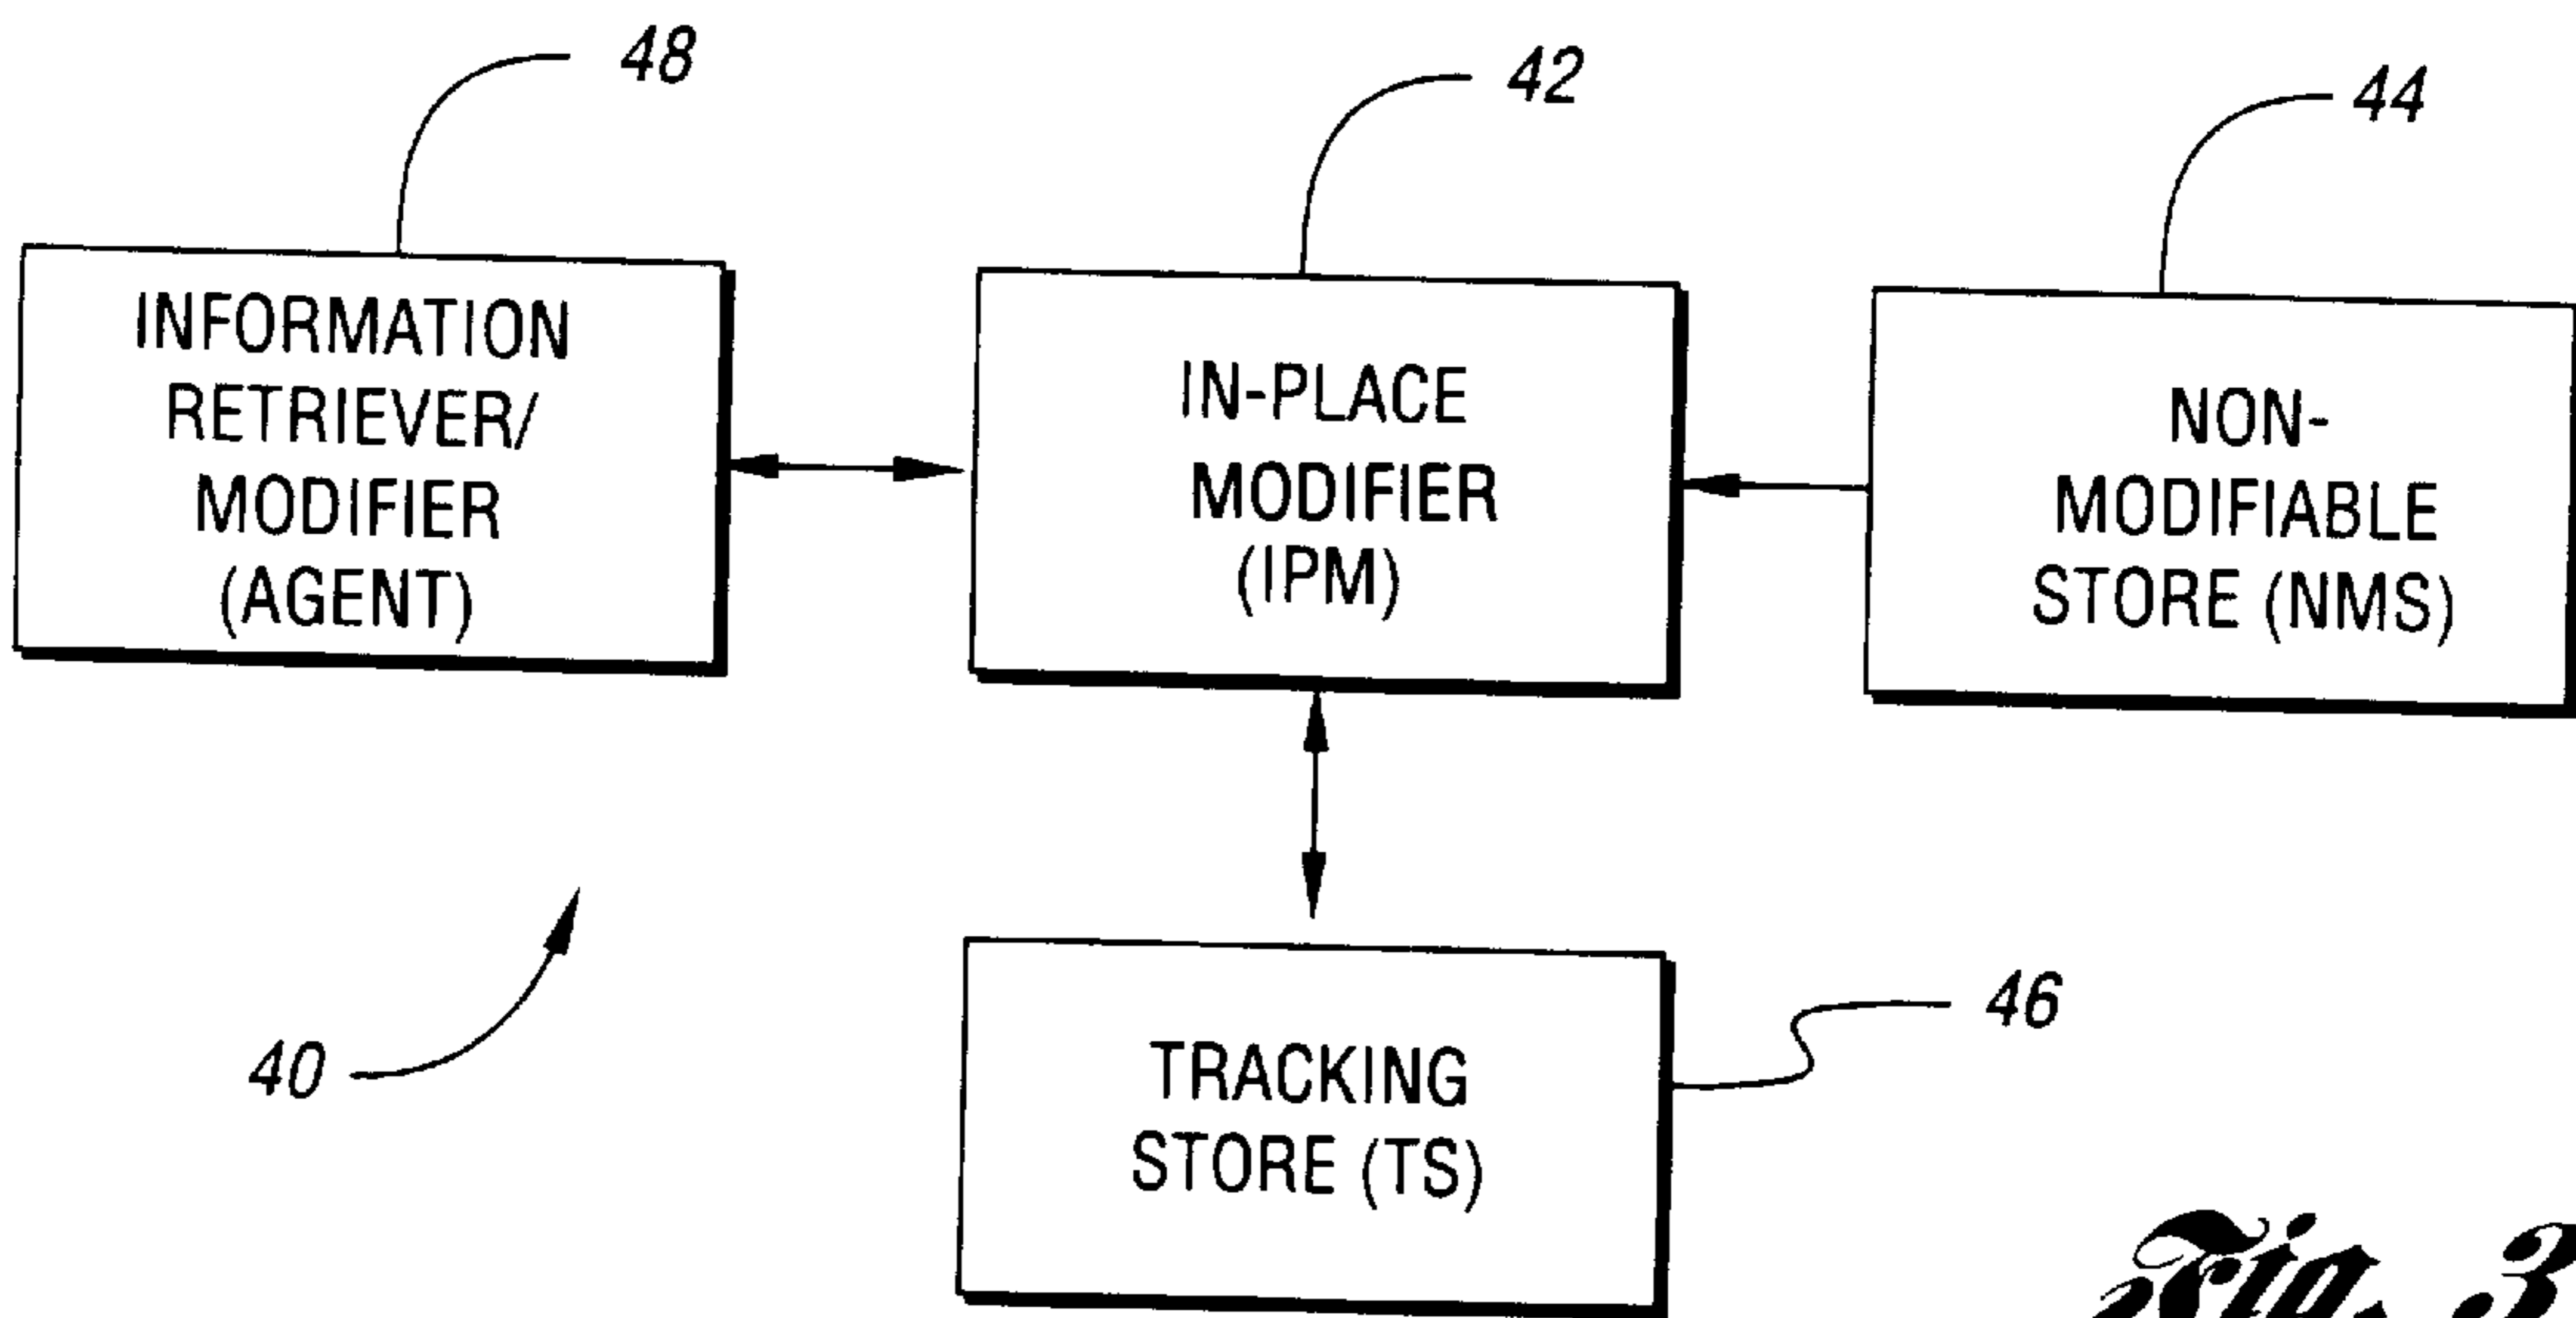 48
42
44
INFORMATION
RETRIEVER/
MODIFIER
(AGENT)
IN-PLACE
MODIFIER
(IPM)
NON-
MODIFIABLE
STORE (NMS)
40
TRACKING
STORE (TS)
46
Fig. 3